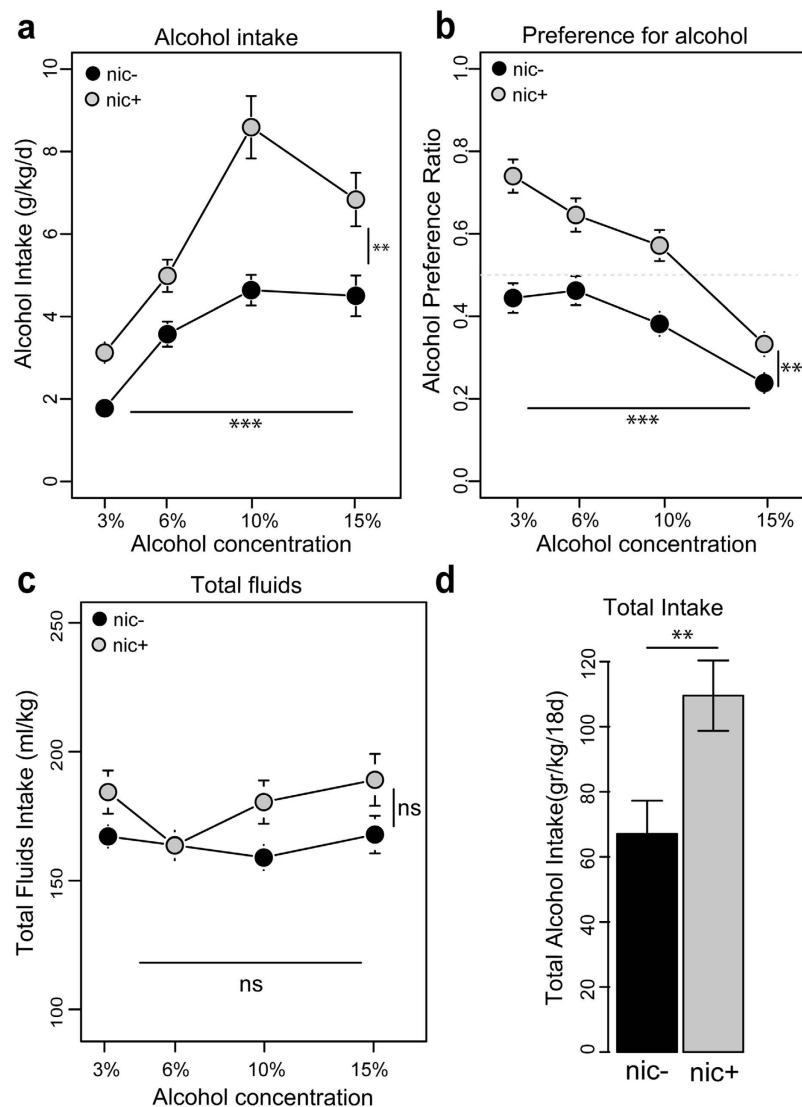 a
Alcohol intake
nic-
nic+
Alcohol Intake (g/kg/d)
10
8
6
4
2
0
**
***
3%
6%
10%
15%
Alcohol concentration
b
Preference for alcohol
nic-
nic+
Alcohol Preference Ratio
1.0
0.8
0.6
0.4
0.2
0.0
**
***
3%
6%
10%
15%
Alcohol concentration
c
Total fluids
nic-
nic+
Total Fluids Intake (ml/kg)
250
200
150
100
ns
ns
3%
6%
10%
15%
Alcohol concentration
d
Total Intake
**
Total Alcohol Intake(gr/kg/18d)
120
100
80
60
40
20
0
nic-
nic+